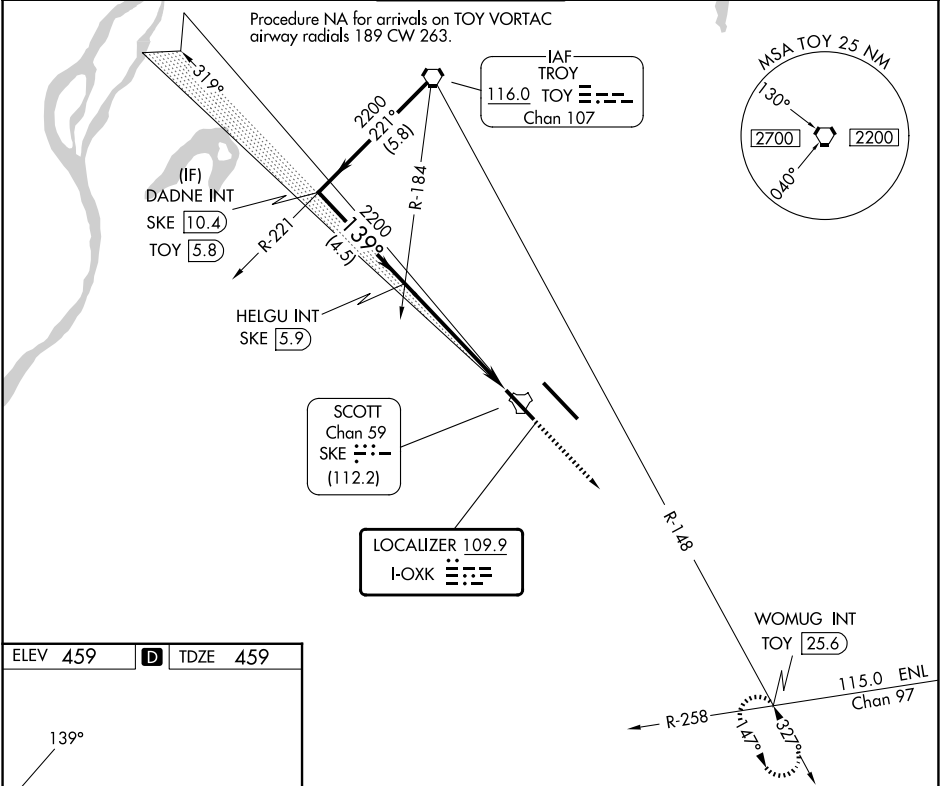 Procedure NA for arrivals on TOY VORTAC
airway radials 189 CW 263.
IAF
TROY
116.0 TOY
Chan 107
MSA TOY 25 NM
130°
2700
2200
040°
319°
2200
221°
(5.8)
R-184
(IF)
DADNE INT
SKE 10.4
TOY 5.8
R-221
2200
139°
(4.5)
HELGU INT
SKE 5.9
SCOTT
Chan 59
SKE
(112.2)
LOCALIZER 109.9
I-OXK
R-148
WOMUG INT
TOY 25.6
115.0 ENL
Chan 97
R-258
147°
327°
ELEV 459 D TDZE 459
139°